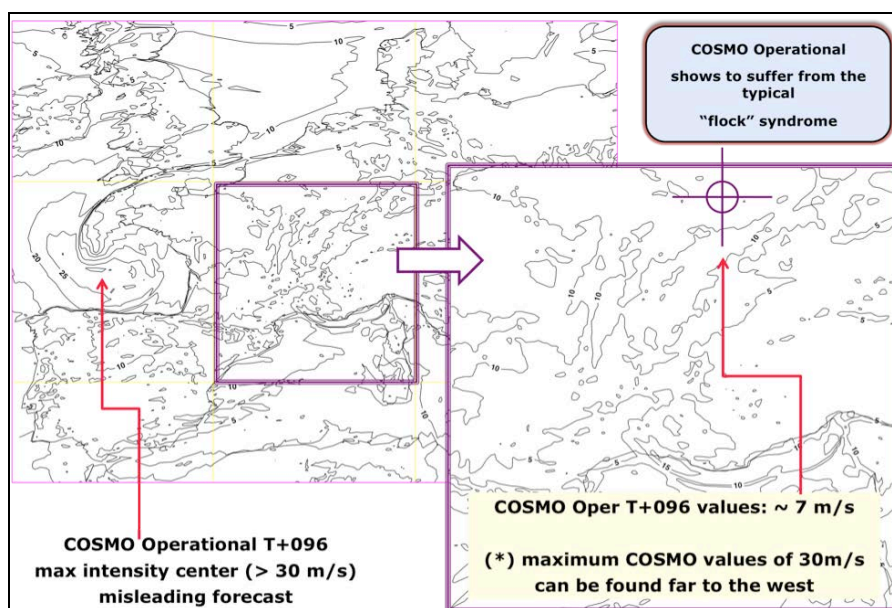 COSMO Operational
shows to suffer from the
typical
“flock” syndrome
COSMO Operational T+096
max intensity center (> 30 m/s)
misleading forecast
COSMO Oper T+096 values: ~ 7 m/s
(*) maximum COSMO values of 30m/s
can be found far to the west